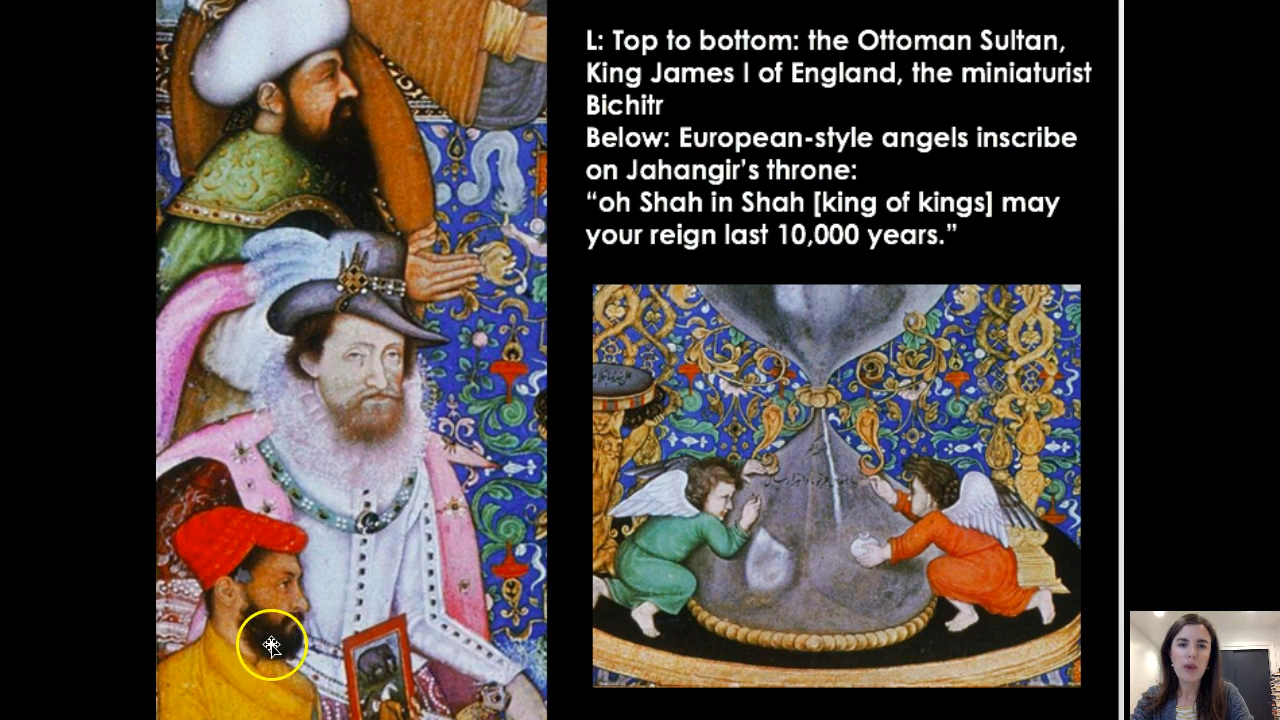 L: Top to bottom: the Ottoman Sultan,
King James I of England, the miniaturist
Bichitr
Below: European-style angels inscribe
on Jahangir’s throne:
“oh Shah in Shah [king of kings] may
your reign last 10,000 years.”